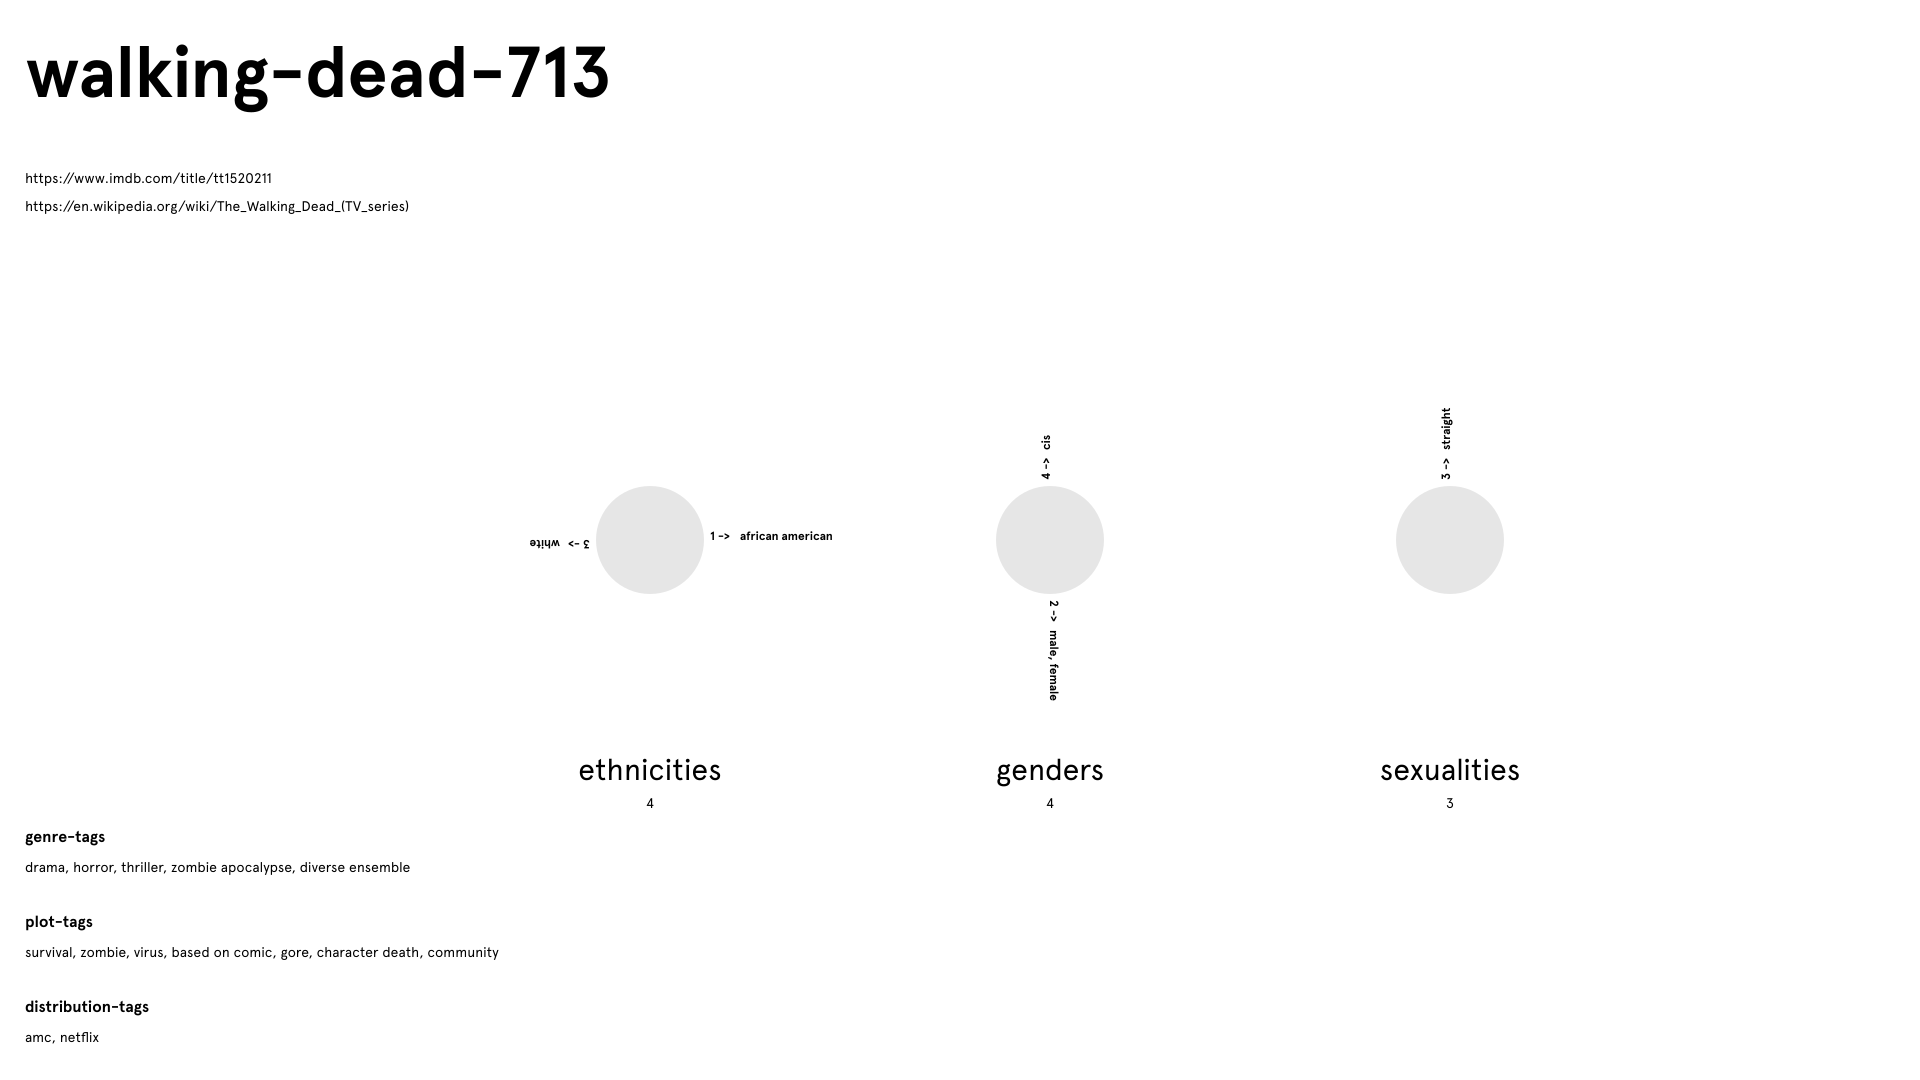 walking-dead-713
https://www.imdb.com/title/tt1520211
https://en.wikipedia.org/wiki/The_Walking_Dead_(TV_series)
3 -> white
1 -> african american
4 -> cis
2 -> male, female
3 -> straight
ethnicities
4
genders
4
sexualities
3
genre-tags
drama, horror, thriller, zombie apocalypse, diverse ensemble
plot-tags
survival, zombie, virus, based on comic, gore, character death, community
distribution-tags
amc, netflix